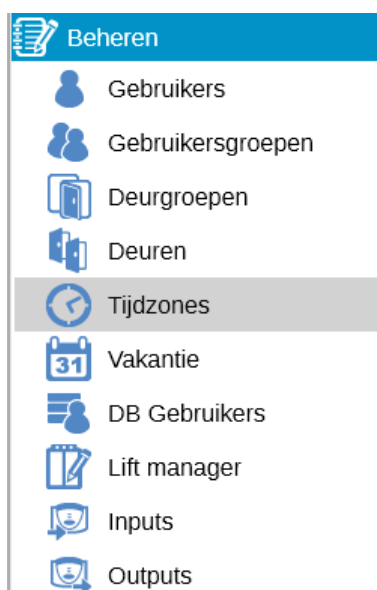 Beheren
Gebruikers
Gebruikersgroepen
Deurgroepen
Deuren
Tijdzones
Vakantie
31
DB Gebruikers
Lift manager
Inputs
Outputs